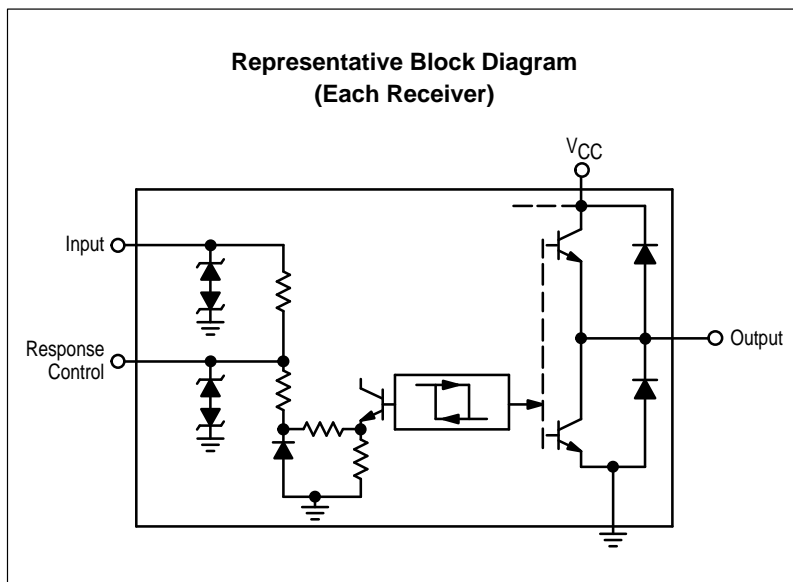 Representative Block Diagram
(Each Receiver)
VCC
Input
Response
Control
Output